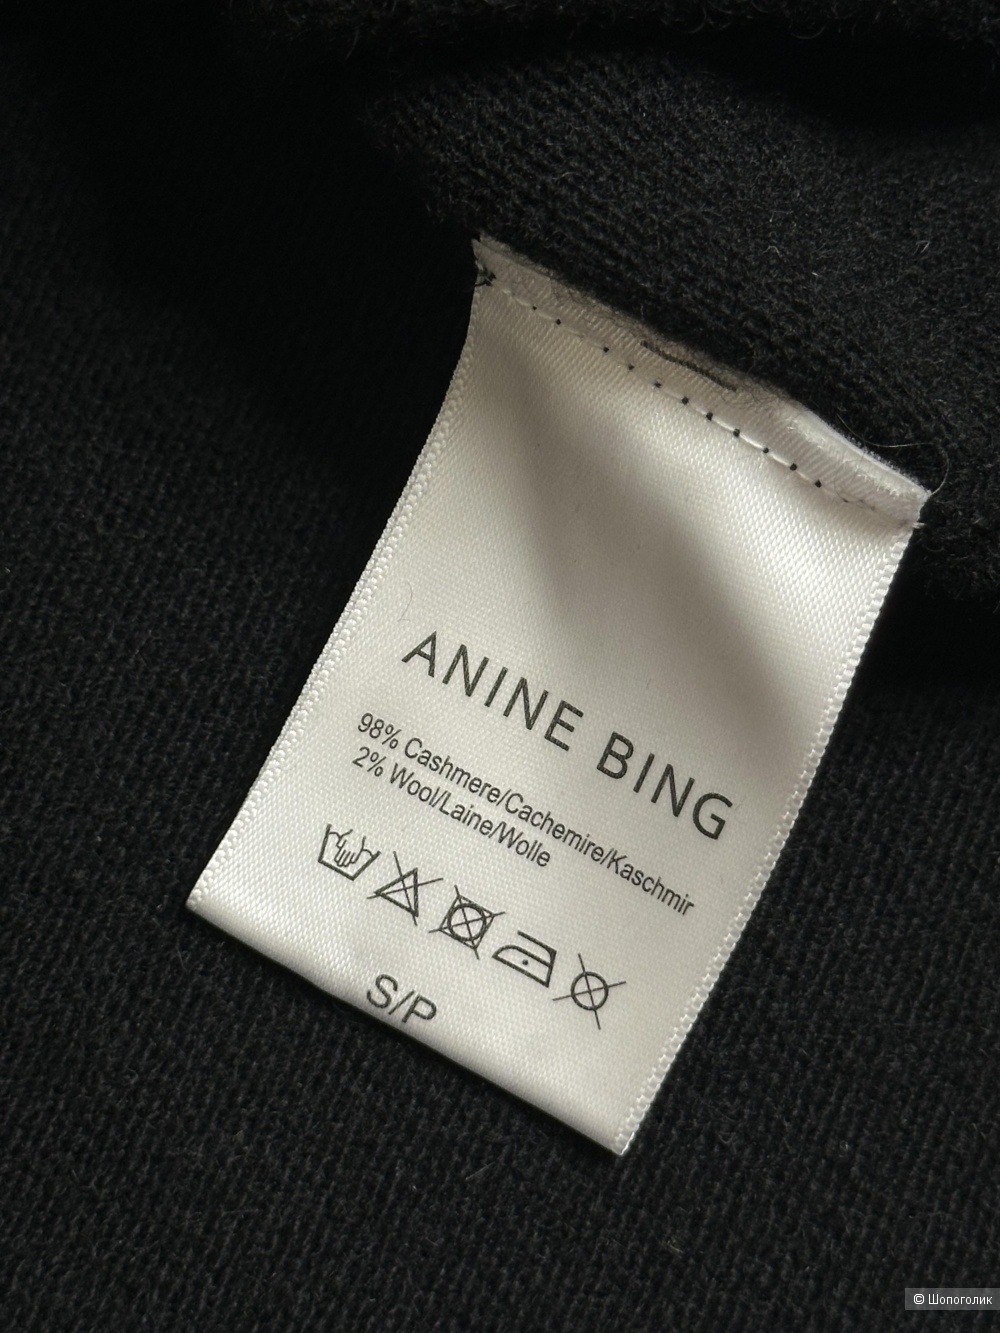 ANINE BING
98% Cashmere/Cachemire/Kaschmir
2% Wool/Laine/Wolle
S/P
© Шопоголик